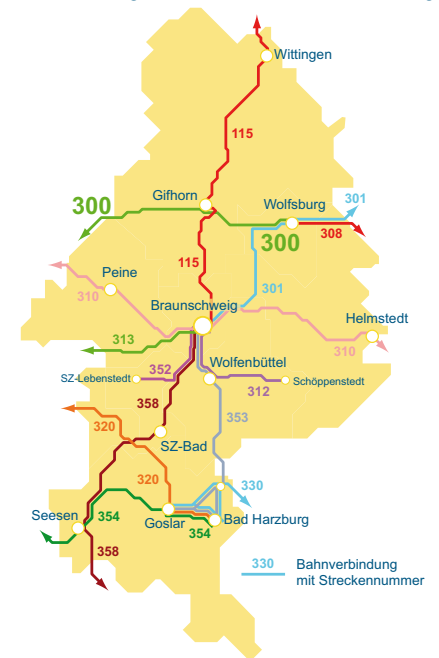 Wittingen
115
Gifhorn
300
Wolfsburg
301
300
308
115
Peine
310
301
Braunschweig
Helmstedt
313
310
352
Wolfenbüttel
SZ-Lebenstedt
312
Schöppenstedt
358
320
353
SZ-Bad
320
330
Seesen
354
Goslar
354
Bad Harzburg
358
330 Bahnverbindung
mit Streckennummer